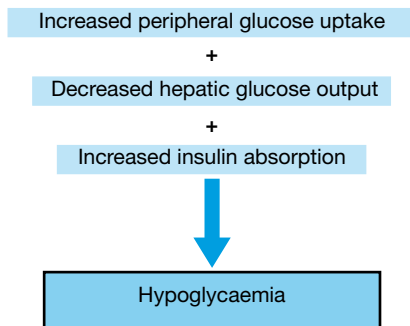 Increased peripheral glucose uptake
+
Decreased hepatic glucose output
+
Increased insulin absorption
Hypoglycaemia